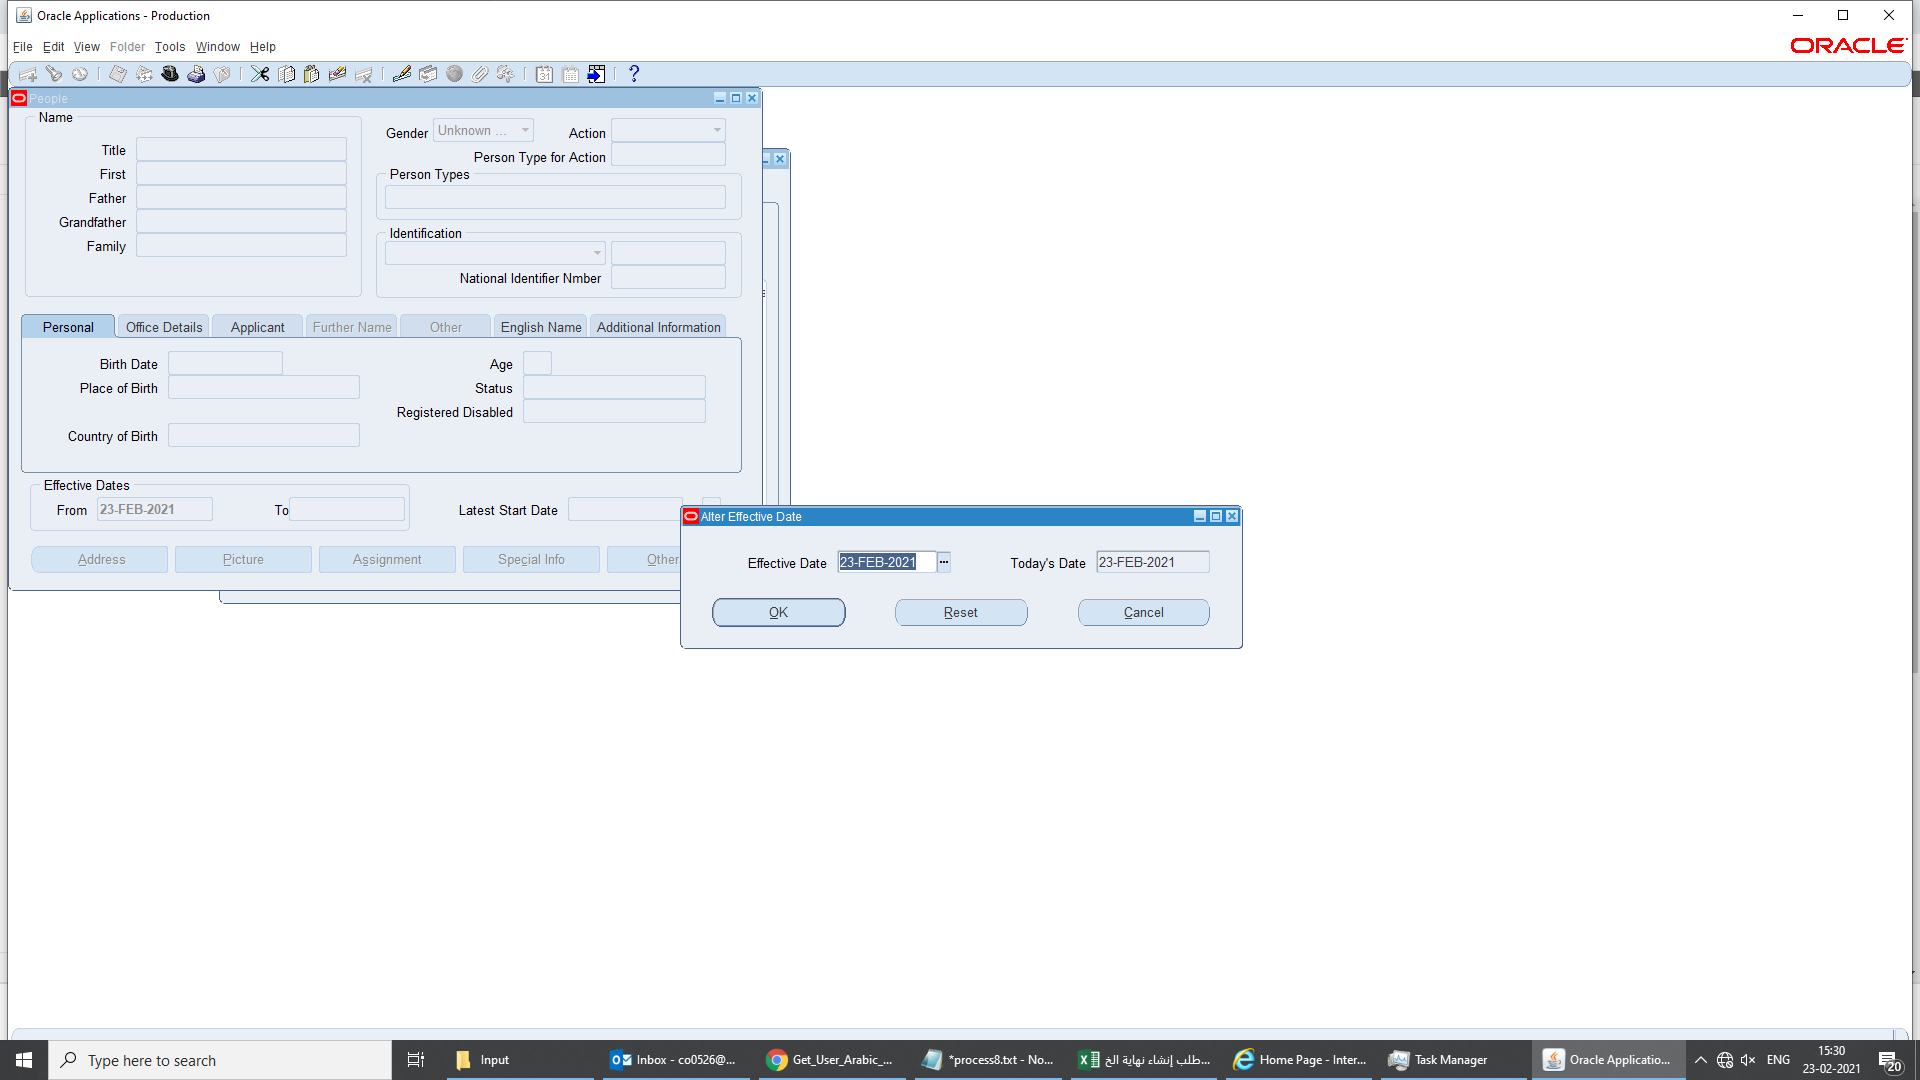 Oracle Applications - Production
File Edit View Folder Tools Window Help
ORACLE
People
Name
Title
First
Father
Grandfather
Family
Gender Unknown ... Action
Person Type for Action
Person Types
Identification
National Identifier Nmber
Personal Office Details Applicant Further Name Other English Name Additional Information
Birth Date
Place of Birth
Country of Birth
Age
Status
Registered Disabled
Effective Dates
From 23-FEB-2021 To
Latest Start Date
Address Picture Assignment Special Info Other
Alter Effective Date
Effective Date 23-FEB-2021 Today's Date 23-FEB-2021
OK Reset Cancel
Type here to search
Input
Inbox - co0526@...
Get_User_Arabic_...
*process8.txt - No...
طلب إنشاء نهاية الخ...
Home Page - Inter...
Task Manager
Oracle Applicatio...
ENG
15:30
23-02-2021
20